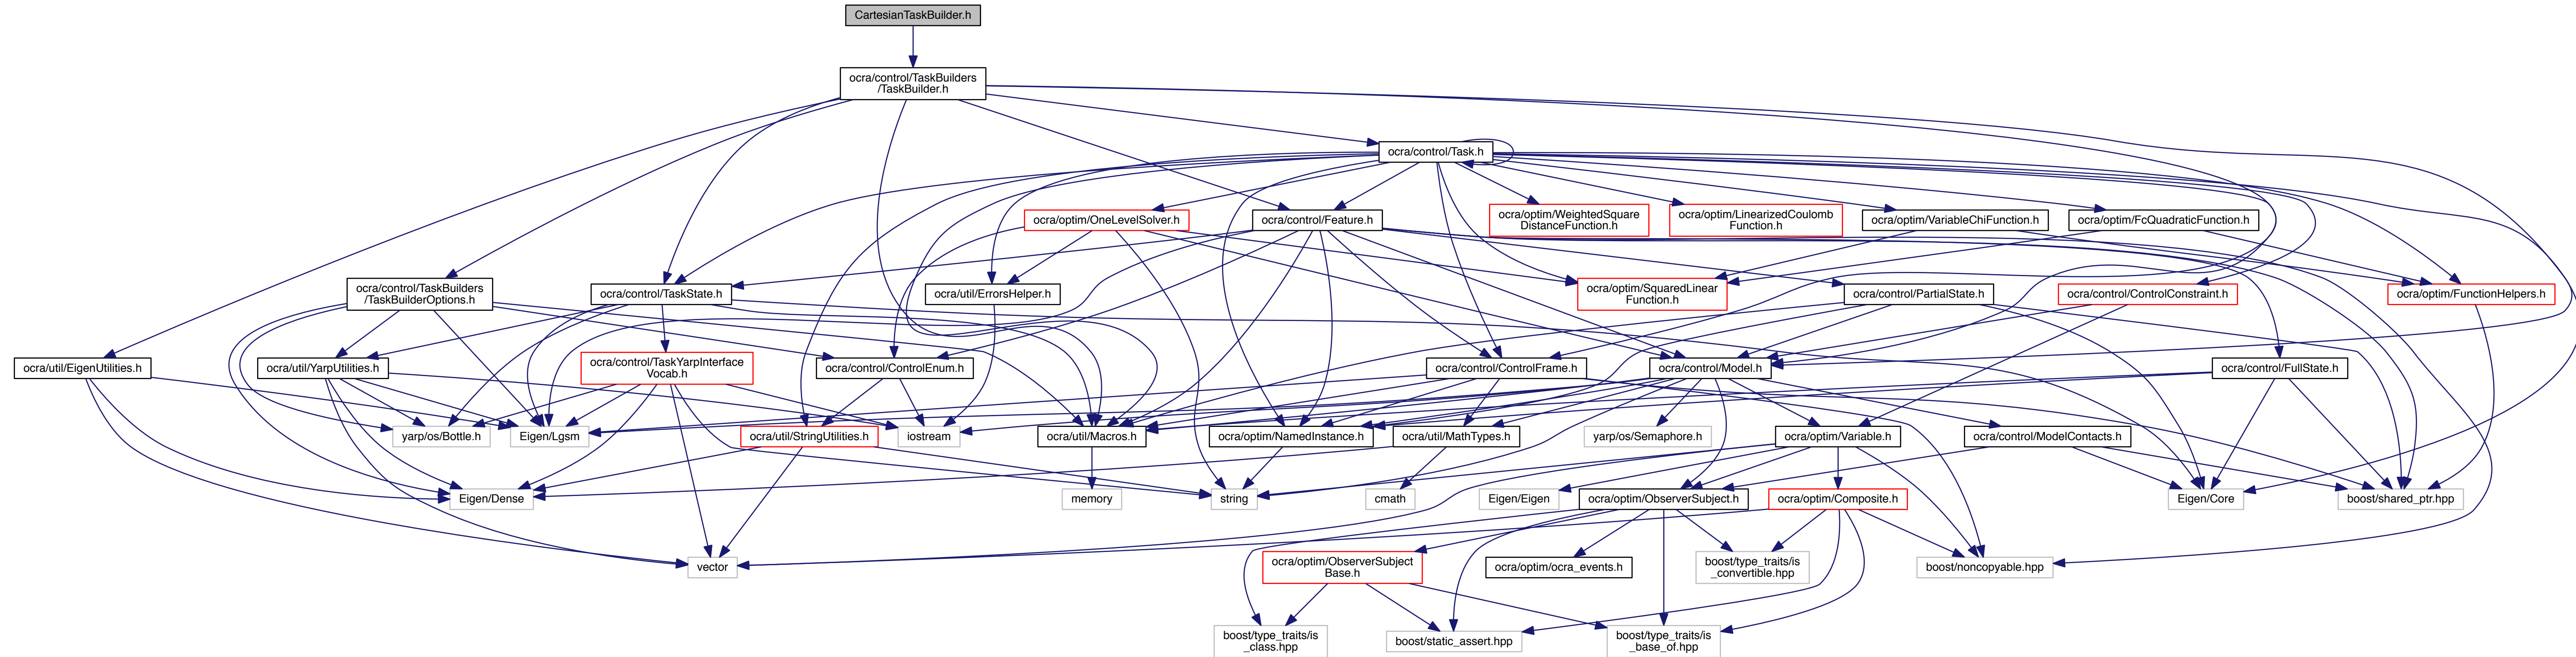 CartesianTaskBuilder.h
ocra/control/TaskBuilders
/TaskBuilder.h
ocra/control/Task.h
ocra/optim/OneLevelSolver.h
ocra/control/Feature.h
ocra/optim/WeightedSquare
DistanceFunction.h
ocra/optim/LinearizedCoulomb
Function.h
ocra/optim/VariableChiFunction.h
ocra/optim/FcQuadraticFunction.h
ocra/control/TaskBuilders
/TaskBuilderOptions.h
ocra/control/TaskState.h
ocra/util/ErrorsHelper.h
ocra/optim/SquaredLinear
Function.h
ocra/control/PartialState.h
ocra/control/ControlConstraint.h
ocra/optim/FunctionHelpers.h
ocra/util/EigenUtilities.h
ocra/util/YarpUtilities.h
ocra/control/TaskYarpInterface
Vocab.h
ocra/control/ControlEnum.h
ocra/control/ControlFrame.h
ocra/control/Model.h
ocra/control/FullState.h
yarp/os/Bottle.h
Eigen/Lgsm
ocra/util/StringUtilities.h
iostream
ocra/util/Macros.h
ocra/optim/NamedInstance.h
ocra/util/MathTypes.h
yarp/os/Semaphore.h
ocra/optim/Variable.h
ocra/control/ModelContacts.h
Eigen/Dense
memory
string
cmath
Eigen/Eigen
ocra/optim/ObserverSubject.h
ocra/optim/Composite.h
Eigen/Core
boost/shared_ptr.hpp
vector
ocra/optim/ObserverSubject
Base.h
ocra/optim/ocra_events.h
boost/type_traits/is
_convertible.hpp
boost/noncopyable.hpp
boost/type_traits/is
_class.hpp
boost/static_assert.hpp
boost/type_traits/is
_base_of.hpp